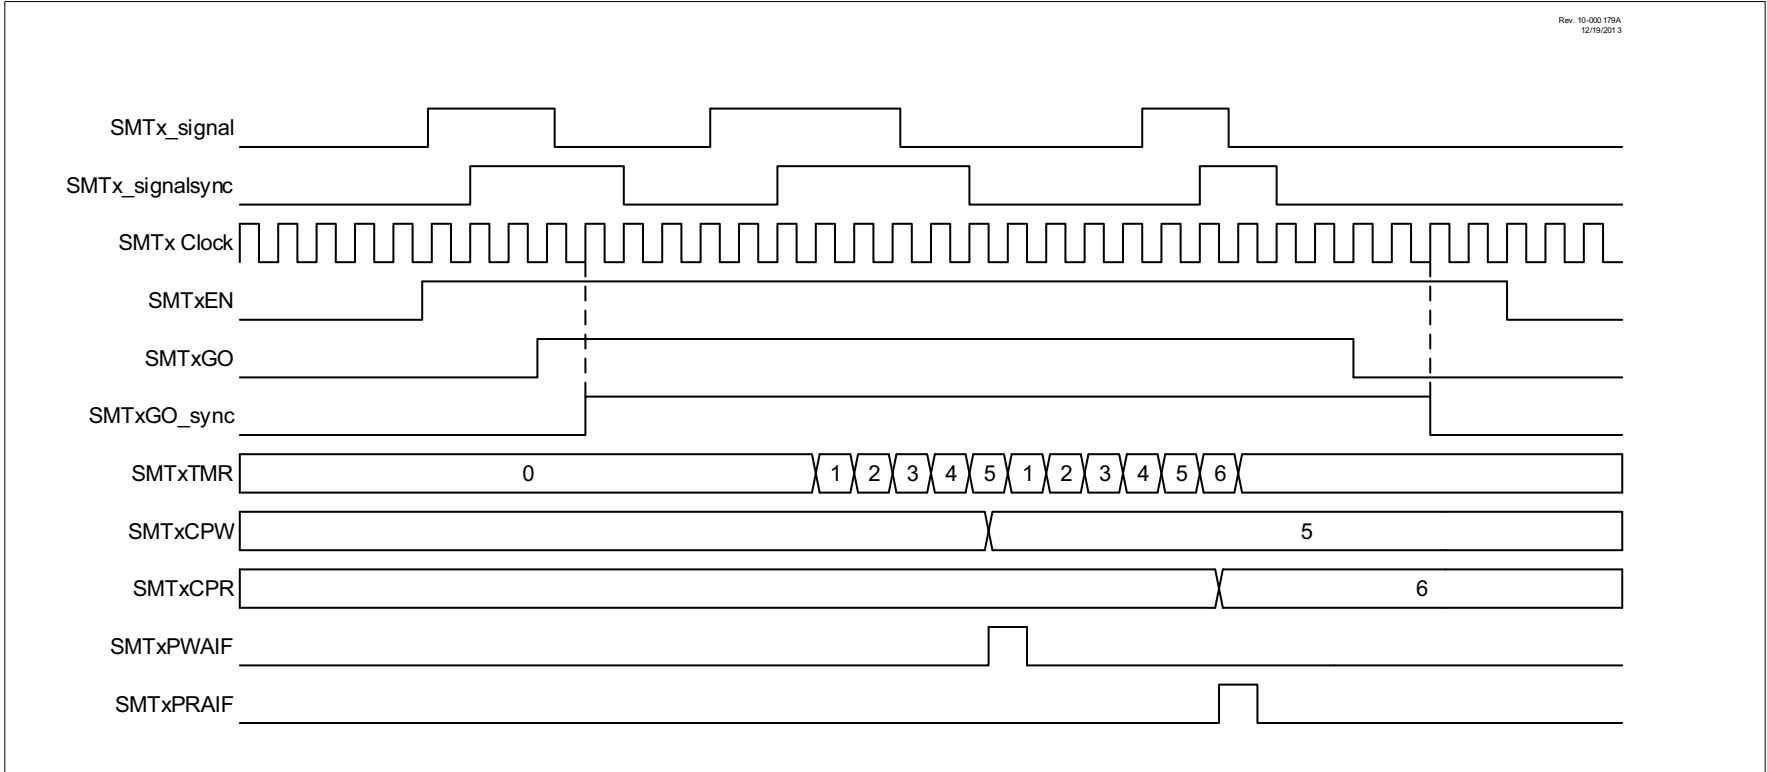 Rev. 10-000 179A
12/19/201 3
SMTx_signal
SMTx_signalsync
SMTx Clock
SMTxEN
SMTxGO
SMTxGO_sync
SMTxTMR 0 1 2 3 4 5 1 2 3 4 5 6
SMTxCPW 5
SMTxCPR 6
SMTxPWAIF
SMTxPRAIF